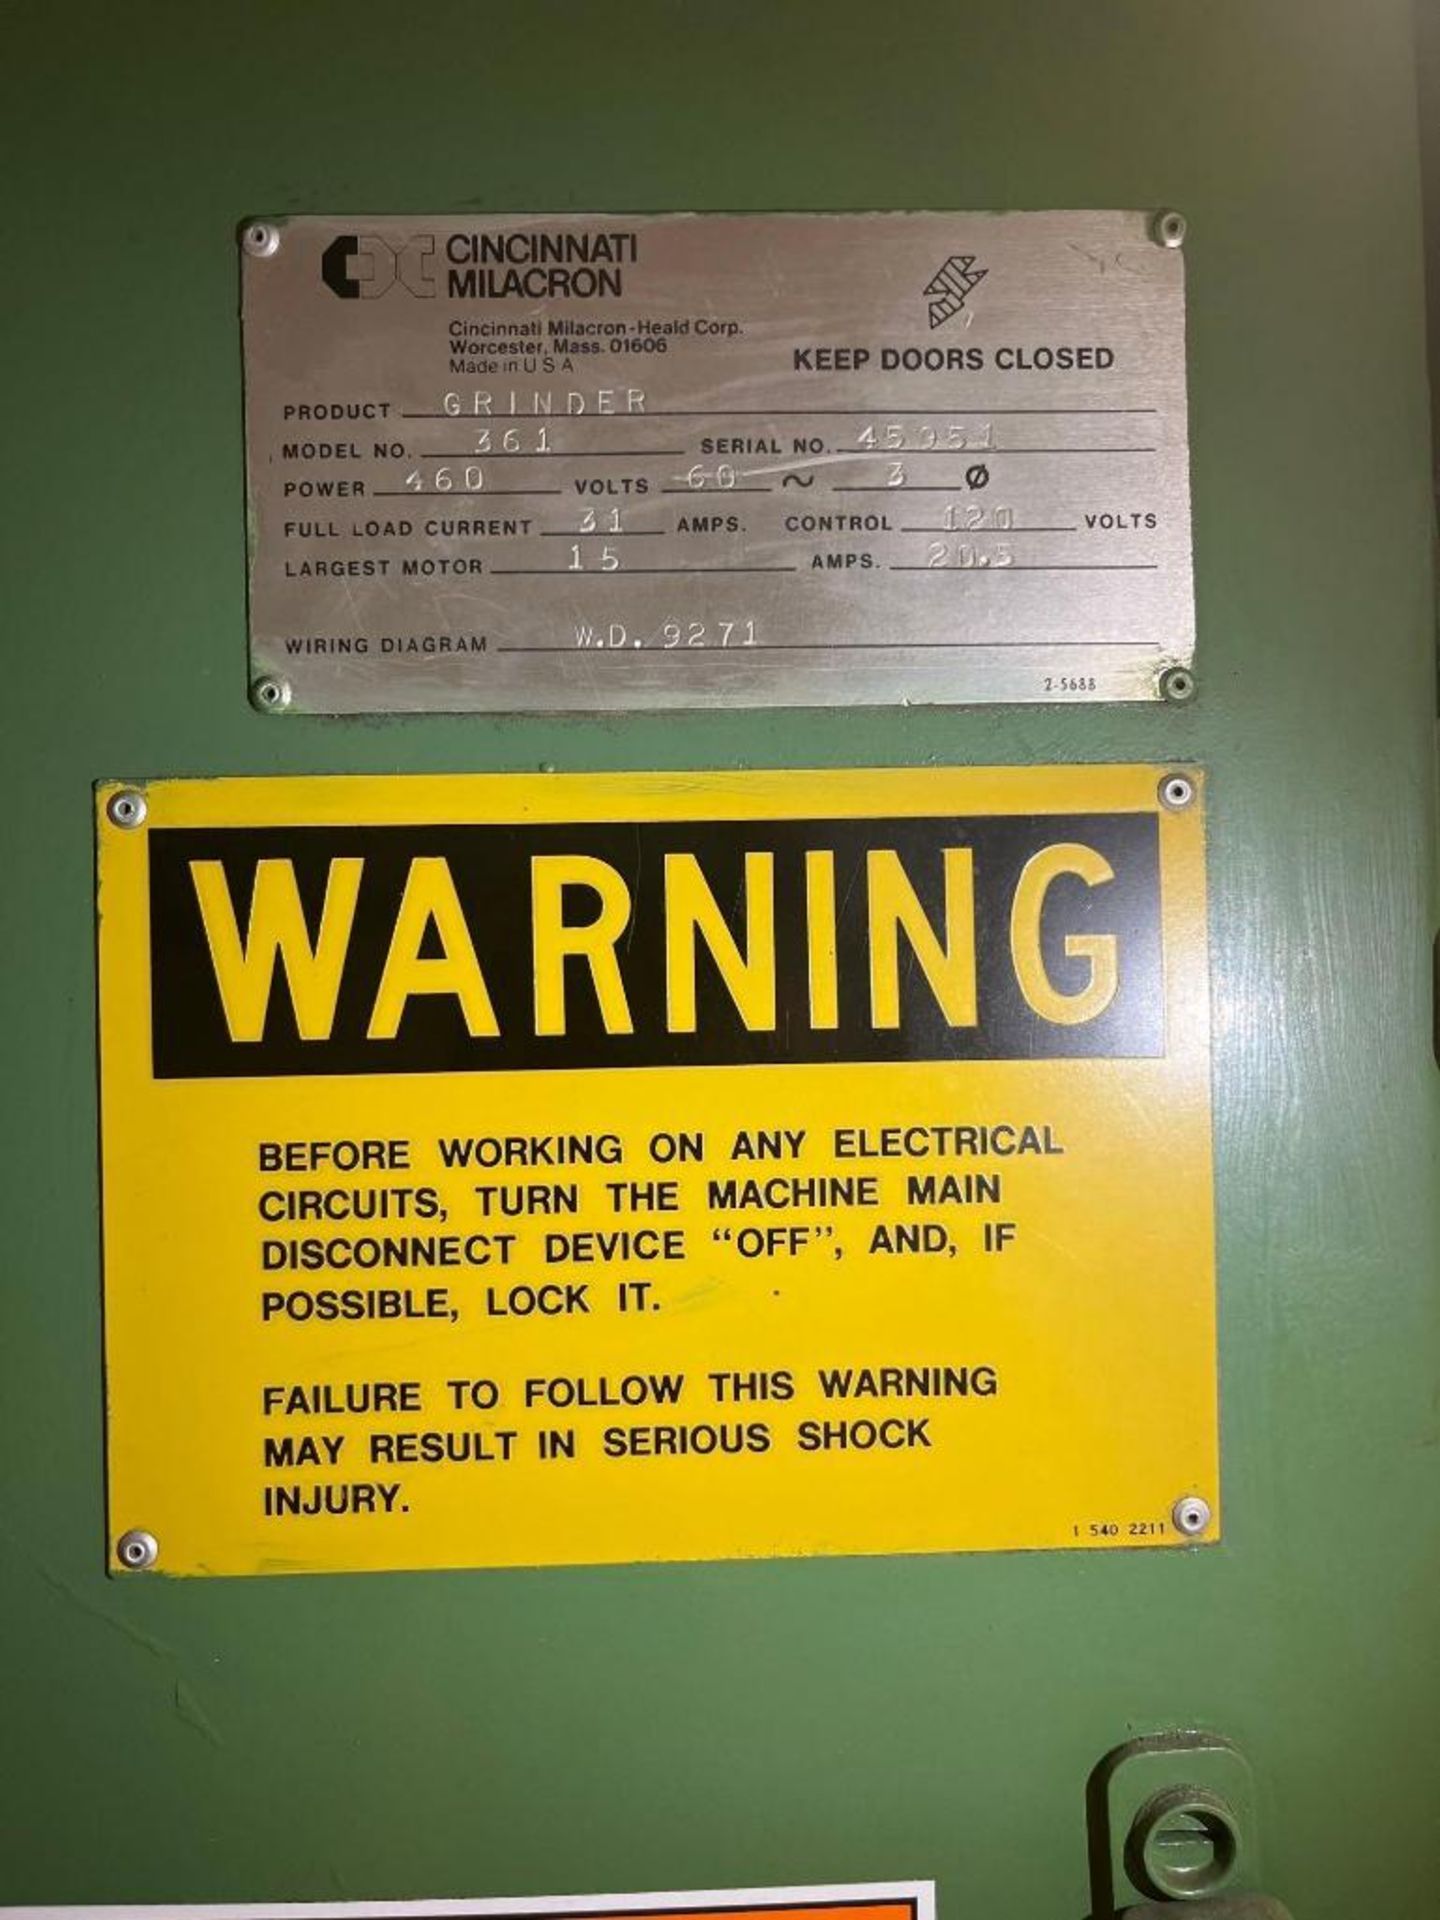 CINCINNATI
MILACRON
Cincinnati Milacron-Heald Corp.
Worcester, Mass. 01606
Made in U S A
KEEP DOORS CLOSED
PRODUCT GRINDER
MODEL NO. 361 SERIAL NO. 45951
POWER 460 VOLTS 60 ~ 3 Ø
FULL LOAD CURRENT 31 AMPS. CONTROL 120 VOLTS
LARGEST MOTOR 15 AMPS. 20.5
WIRING DIAGRAM W.D. 9271
2-5688
WARNING
BEFORE WORKING ON ANY ELECTRICAL
CIRCUITS, TURN THE MACHINE MAIN
DISCONNECT DEVICE “OFF”, AND, IF
POSSIBLE, LOCK IT.
FAILURE TO FOLLOW THIS WARNING
MAY RESULT IN SERIOUS SHOCK
INJURY.
1 540 2211